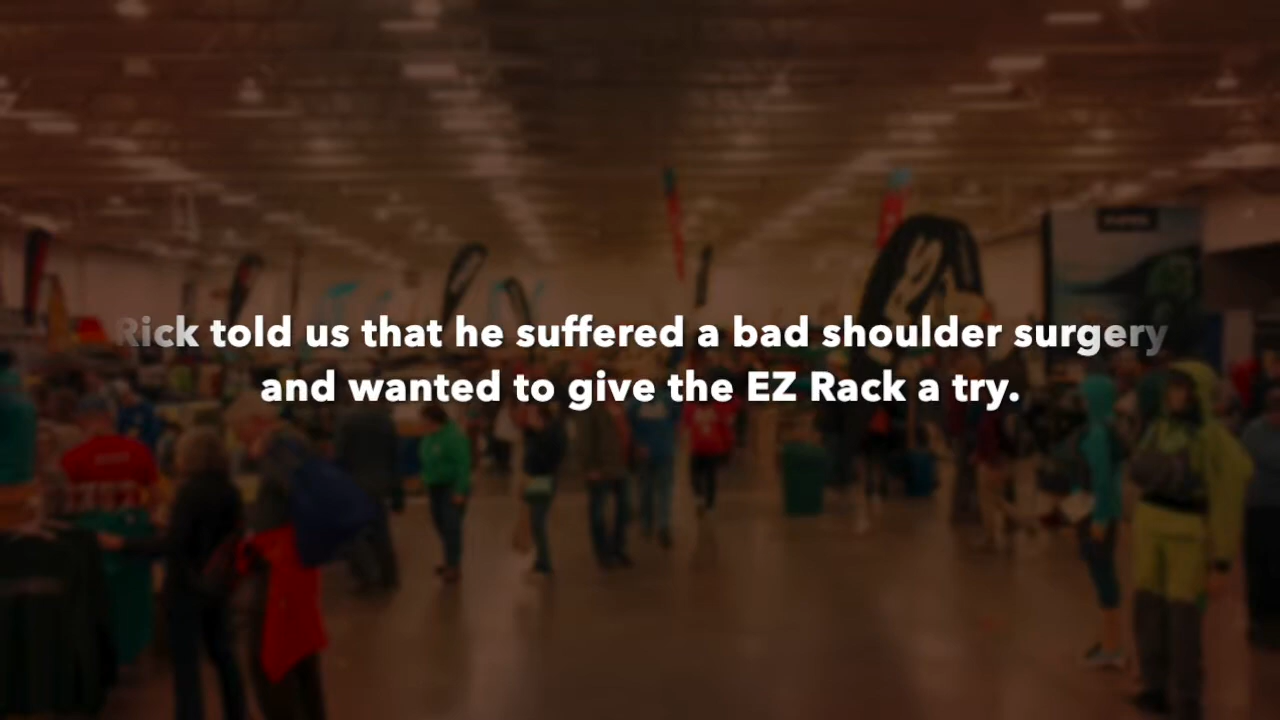 Rick told us that he suffered a bad shoulder surgery
and wanted to give the EZ Rack a try.